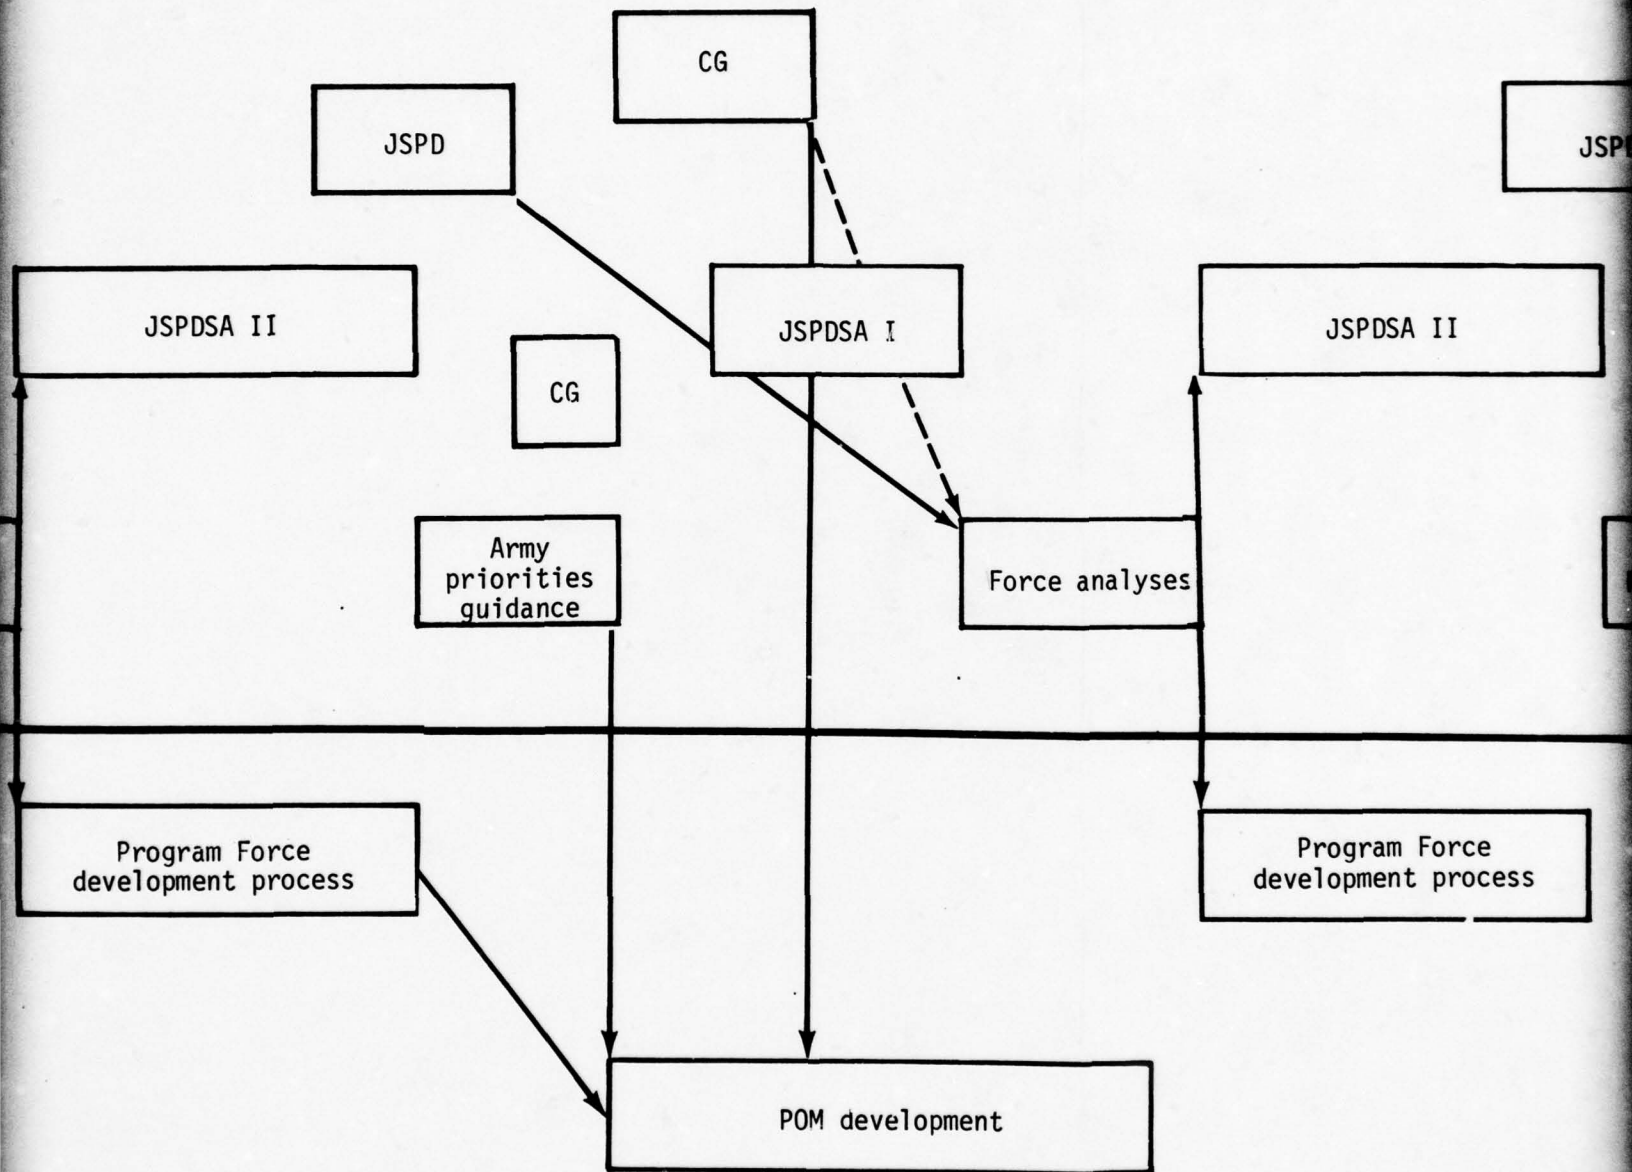 CG
JSPD
JSPDSA II
JSPDSA I
JSPDSA II
CG
Army
priorities
guidance
Force analyses
Program Force
development process
Program Force
development process
POM development